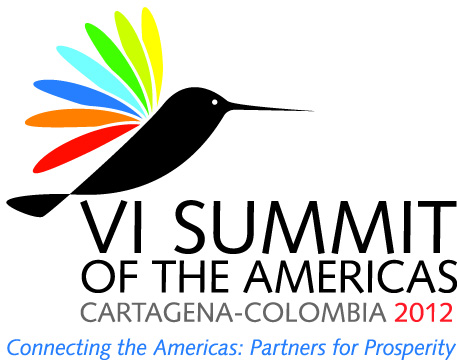 VI SUMMIT
OF THE AMERICAS
CARTAGENA-COLOMBIA 2012
Connecting the Americas: Partners for Prosperity